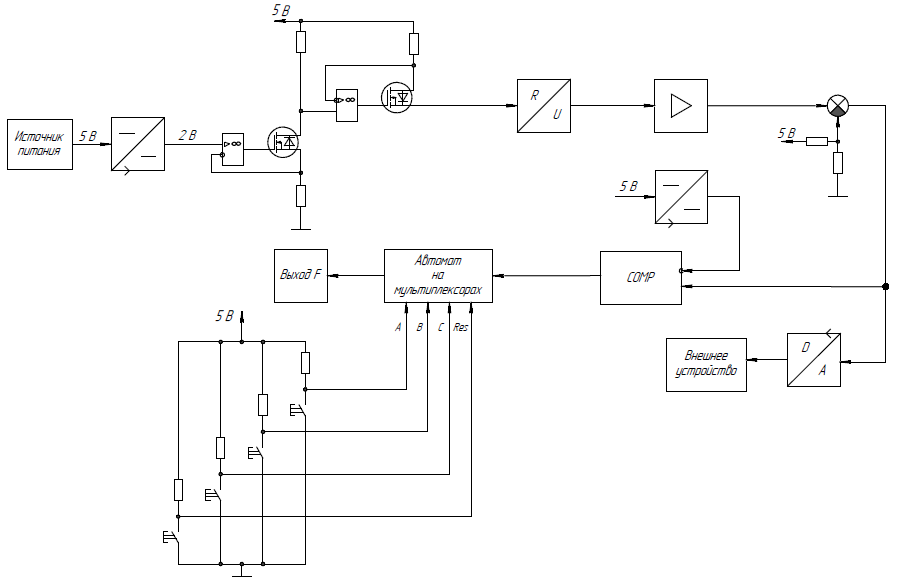 5 В
Источник
питания
5 В
2 В
▷∞
▷∞
R
U
5 В
5 В
Выход F
Автомат
на
мультиплексорах
COMP
A
B
C
Res
5 В
Внешнее
устройство
D
A